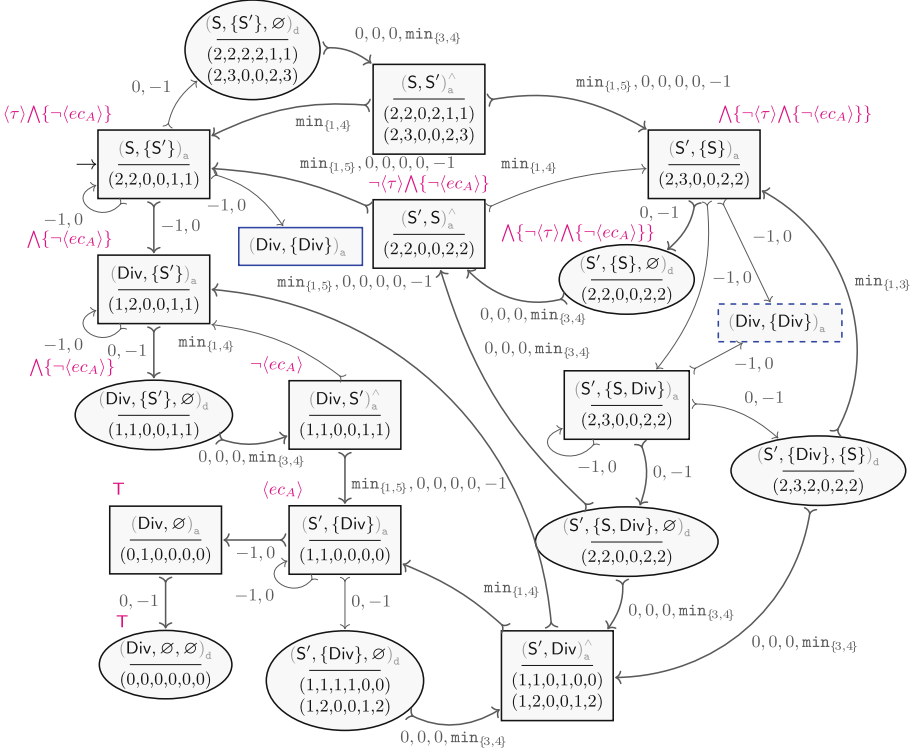 (S, {S′}, ∅)d
(2,2,2,2,1,1)
(2,3,0,0,2,3)
0, 0, 0, min{3,4}
0, −1
(S, S′)∧a
(2,2,0,2,1,1)
(2,3,0,0,2,3)
min{1,5}, 0, 0, 0, 0, −1
min{1,4}
⟨τ⟩⋀{¬⟨ecA⟩}
⋀{¬⟨τ⟩⋀{¬⟨ecA⟩}}
(S, {S′})a
(2,2,0,0,1,1)
(S′, {S})a
(2,3,0,0,2,2)
min{1,5}, 0, 0, 0, 0, −1
min{1,4}
¬⟨τ⟩⋀{¬⟨ecA⟩}
−1, 0
−1, 0
−1, 0
(S′, S)∧a
(2,2,0,0,2,2)
0, −1
⋀{¬⟨τ⟩⋀{¬⟨ecA⟩}}
−1, 0
⋀{¬⟨ecA⟩}
(Div, {Div})a
(S′, {S}, ∅)d
(2,2,0,0,2,2)
−1, 0
min{1,3}
(Div, {S′})a
(1,2,0,0,1,1)
min{1,5}, 0, 0, 0, 0, −1
0, 0, 0, min{3,4}
(Div, {Div})a
−1, 0
0, −1
min{1,4}
0, 0, 0, min{3,4}
−1, 0
⋀{¬⟨ecA⟩}
¬⟨ecA⟩
(Div, {S′}, ∅)d
(1,1,0,0,1,1)
(Div, S′)∧a
(1,1,0,0,1,1)
(S′, {S, Div})a
(2,3,0,0,2,2)
0, −1
0, 0, 0, min{3,4}
−1, 0
0, −1
(S′, {Div}, {S})d
(2,3,2,0,2,2)
min{1,5}, 0, 0, 0, 0, −1
⊤
⟨ecA⟩
(Div, ∅)a
(0,1,0,0,0,0)
−1, 0
(S′, {Div})a
(1,1,0,0,0,0)
(S′, {S, Div}, ∅)d
(2,2,0,0,2,2)
−1, 0
0, −1
0, −1
min{1,4}
0, 0, 0, min{3,4}
⊤
(Div, ∅, ∅)d
(0,0,0,0,0,0)
(S′, {Div}, ∅)d
(1,1,1,1,0,0)
(1,2,0,0,1,2)
(S′, Div)∧a
(1,1,0,1,0,0)
(1,2,0,0,1,2)
0, 0, 0, min{3,4}
0, 0, 0, min{3,4}